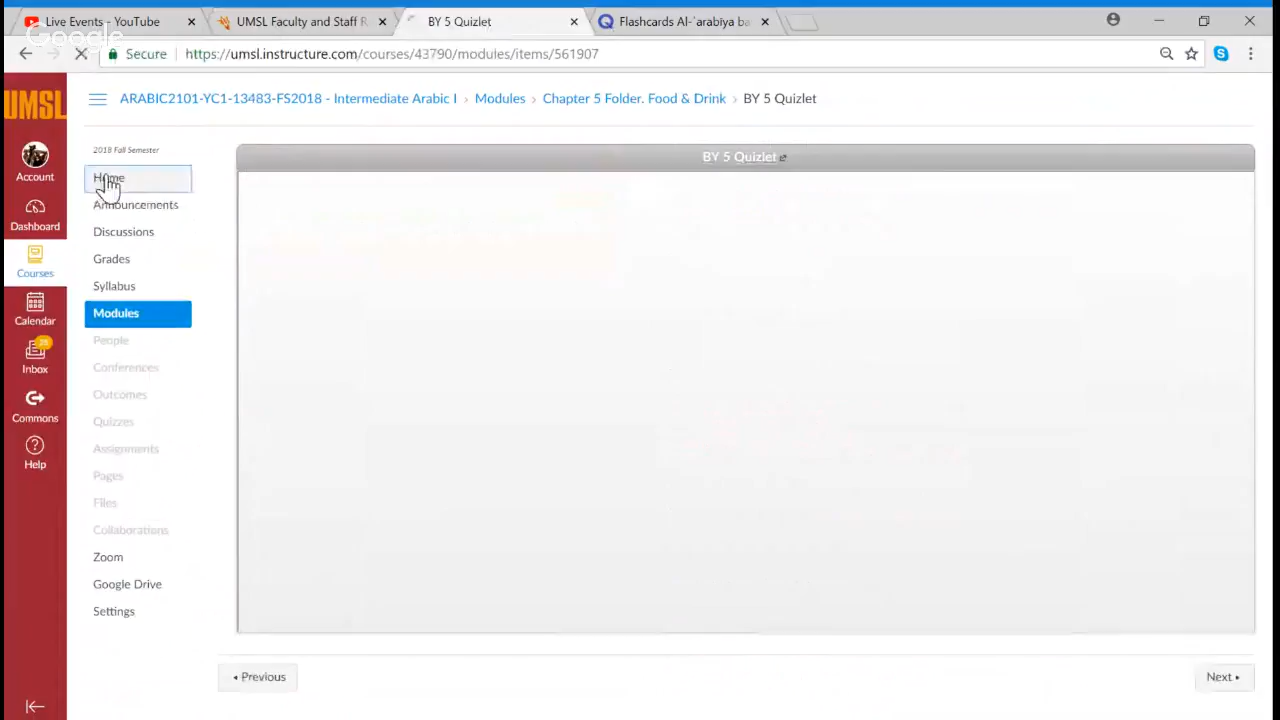 Live Events - YouTube
UMSL Faculty and Staff R
BY 5 Quizlet
Flashcards Al-ʿarabiya ba
Google
Secure
https://umsl.instructure.com/courses/43790/modules/items/561907
UMSL
ARABIC2101-YC1-13483-FS2018 - Intermediate Arabic I › Modules › Chapter 5 Folder. Food & Drink › BY 5 Quizlet
Account
Dashboard
Courses
Calendar
Inbox
Commons
Help
2018 Fall Semester
Home
Announcements
Discussions
Grades
Syllabus
Modules
People
Conferences
Outcomes
Quizzes
Assignments
Pages
Files
Collaborations
Zoom
Google Drive
Settings
BY 5 Quizlet
Previous
Next